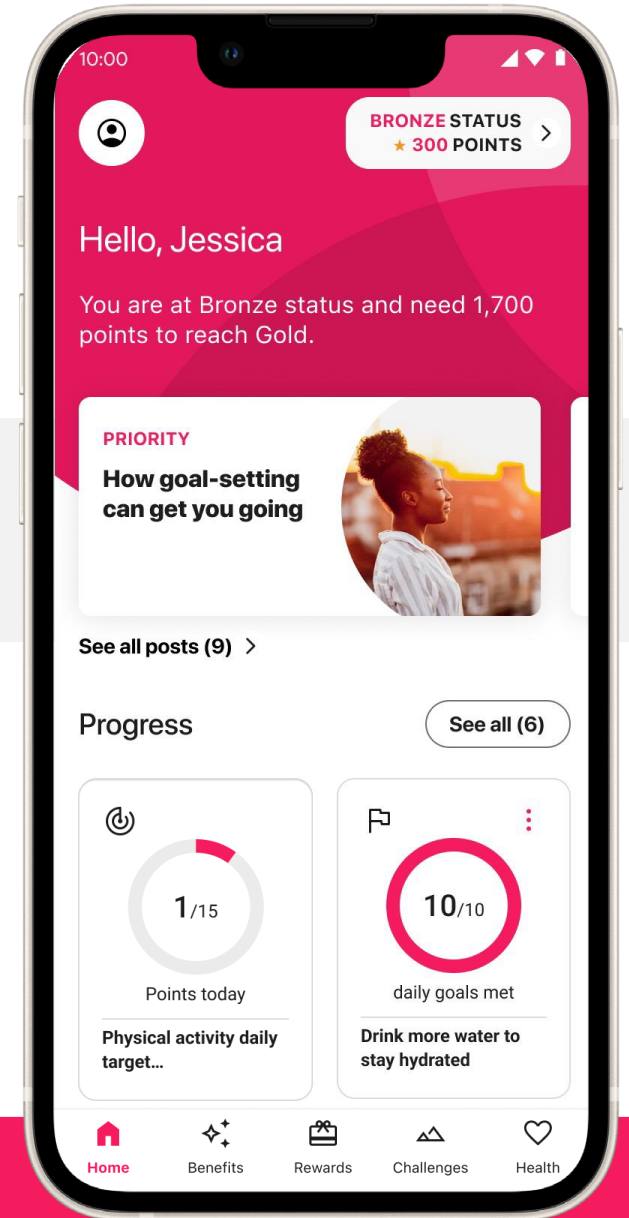 10:00
BRONZE STATUS
★ 300 POINTS
Hello, Jessica
You are at Bronze status and need 1,700
points to reach Gold.
PRIORITY
How goal-setting
can get you going
See all posts (9)
Progress
See all (6)
1/15
Points today
Physical activity daily
target...
10/10
daily goals met
Drink more water to
stay hydrated
Home
Benefits
Rewards
Challenges
Health